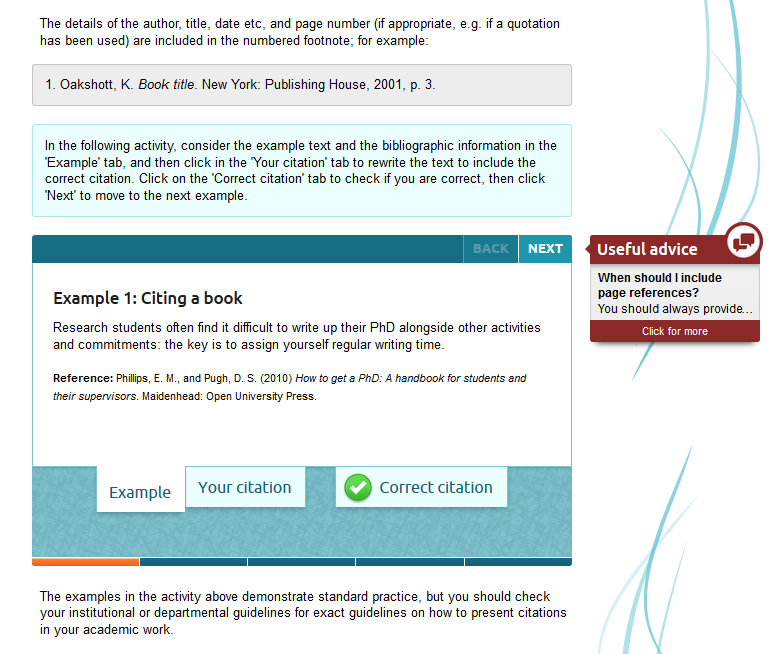 The details of the author, title, date etc, and page number (if appropriate, e.g. if a quotation
has been used) are included in the numbered footnote; for example:
1. Oakshott, K. Book title. New York: Publishing House, 2001, p. 3.
In the following activity, consider the example text and the bibliographic information in the
'Example' tab, and then click in the 'Your citation' tab to rewrite the text to include the
correct citation. Click on the 'Correct citation' tab to check if you are correct, then click
'Next' to move to the next example.
BACK
NEXT
Example 1: Citing a book
Research students often find it difficult to write up their PhD alongside other activities
and commitments: the key is to assign yourself regular writing time.
Reference: Phillips, E. M., and Pugh, D. S. (2010) How to get a PhD: A handbook for students and
their supervisors. Maidenhead: Open University Press.
Example
Your citation
Correct citation
Useful advice
When should I include
page references?
You should always provide...
Click for more
The examples in the activity above demonstrate standard practice, but you should check
your institutional or departmental guidelines for exact guidelines on how to present citations
in your academic work.